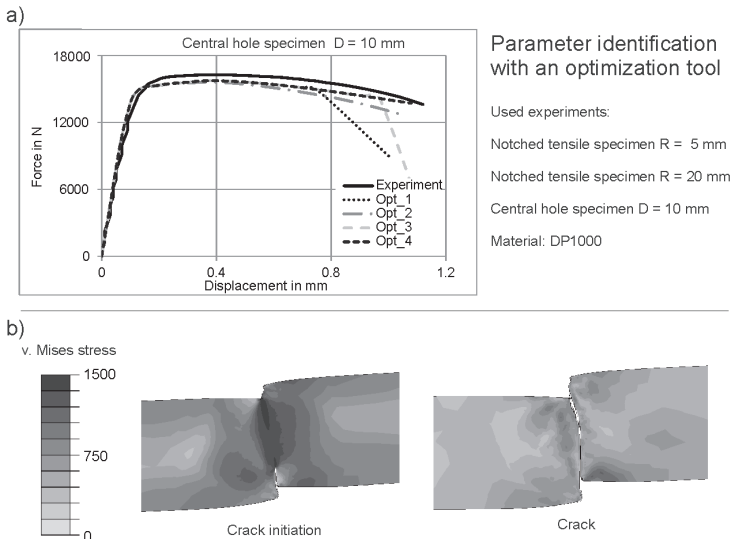 a)
Central hole specimen D = 10 mm
18000
12000
6000
0
Force in N
0
0.4
0.8
1.2
Displacement in mm
Experiment
Opt_1
Opt_2
Opt_3
Opt_4
Parameter identification
with an optimization tool
Used experiments:
Notched tensile specimen R = 5 mm
Notched tensile specimen R = 20 mm
Central hole specimen D = 10 mm
Material: DP1000
b)
v. Mises stress
1500
750
0
Crack initiation
Crack